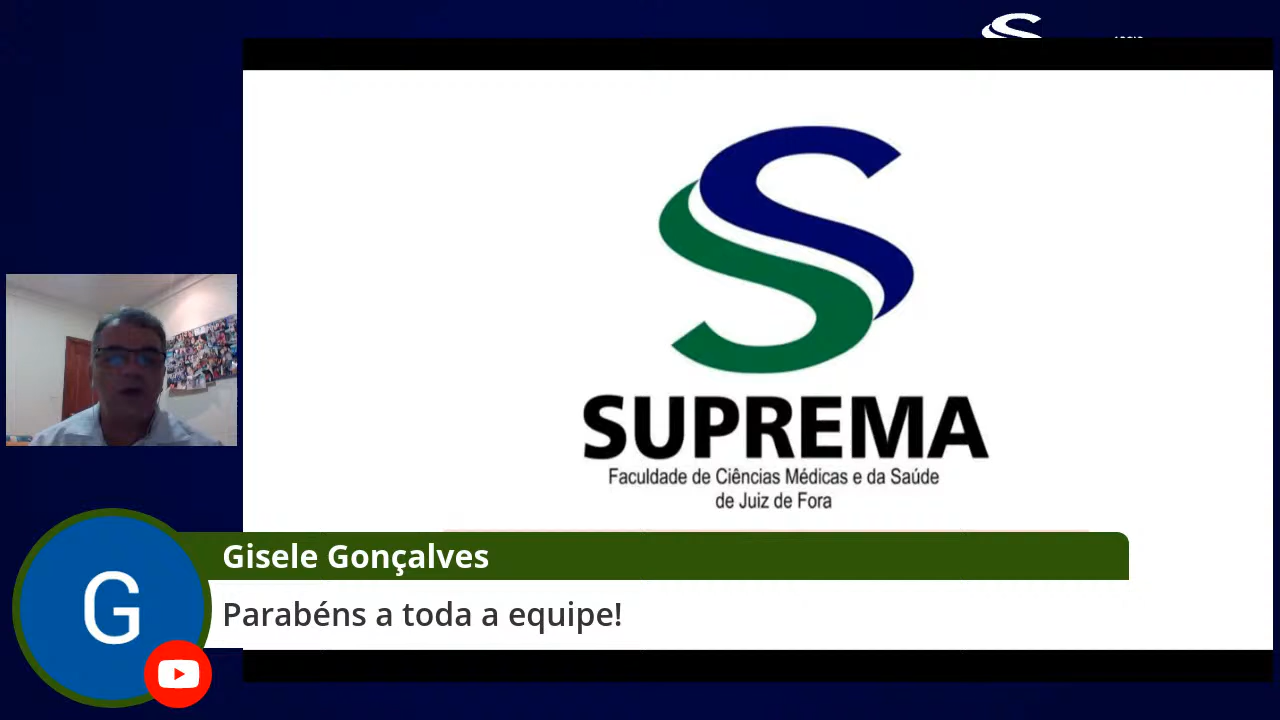 SUPREMA
Faculdade de Ciências Médicas e da Saúde
de Juiz de Fora
Gisele Gonçalves
G
Parabéns a toda a equipe!